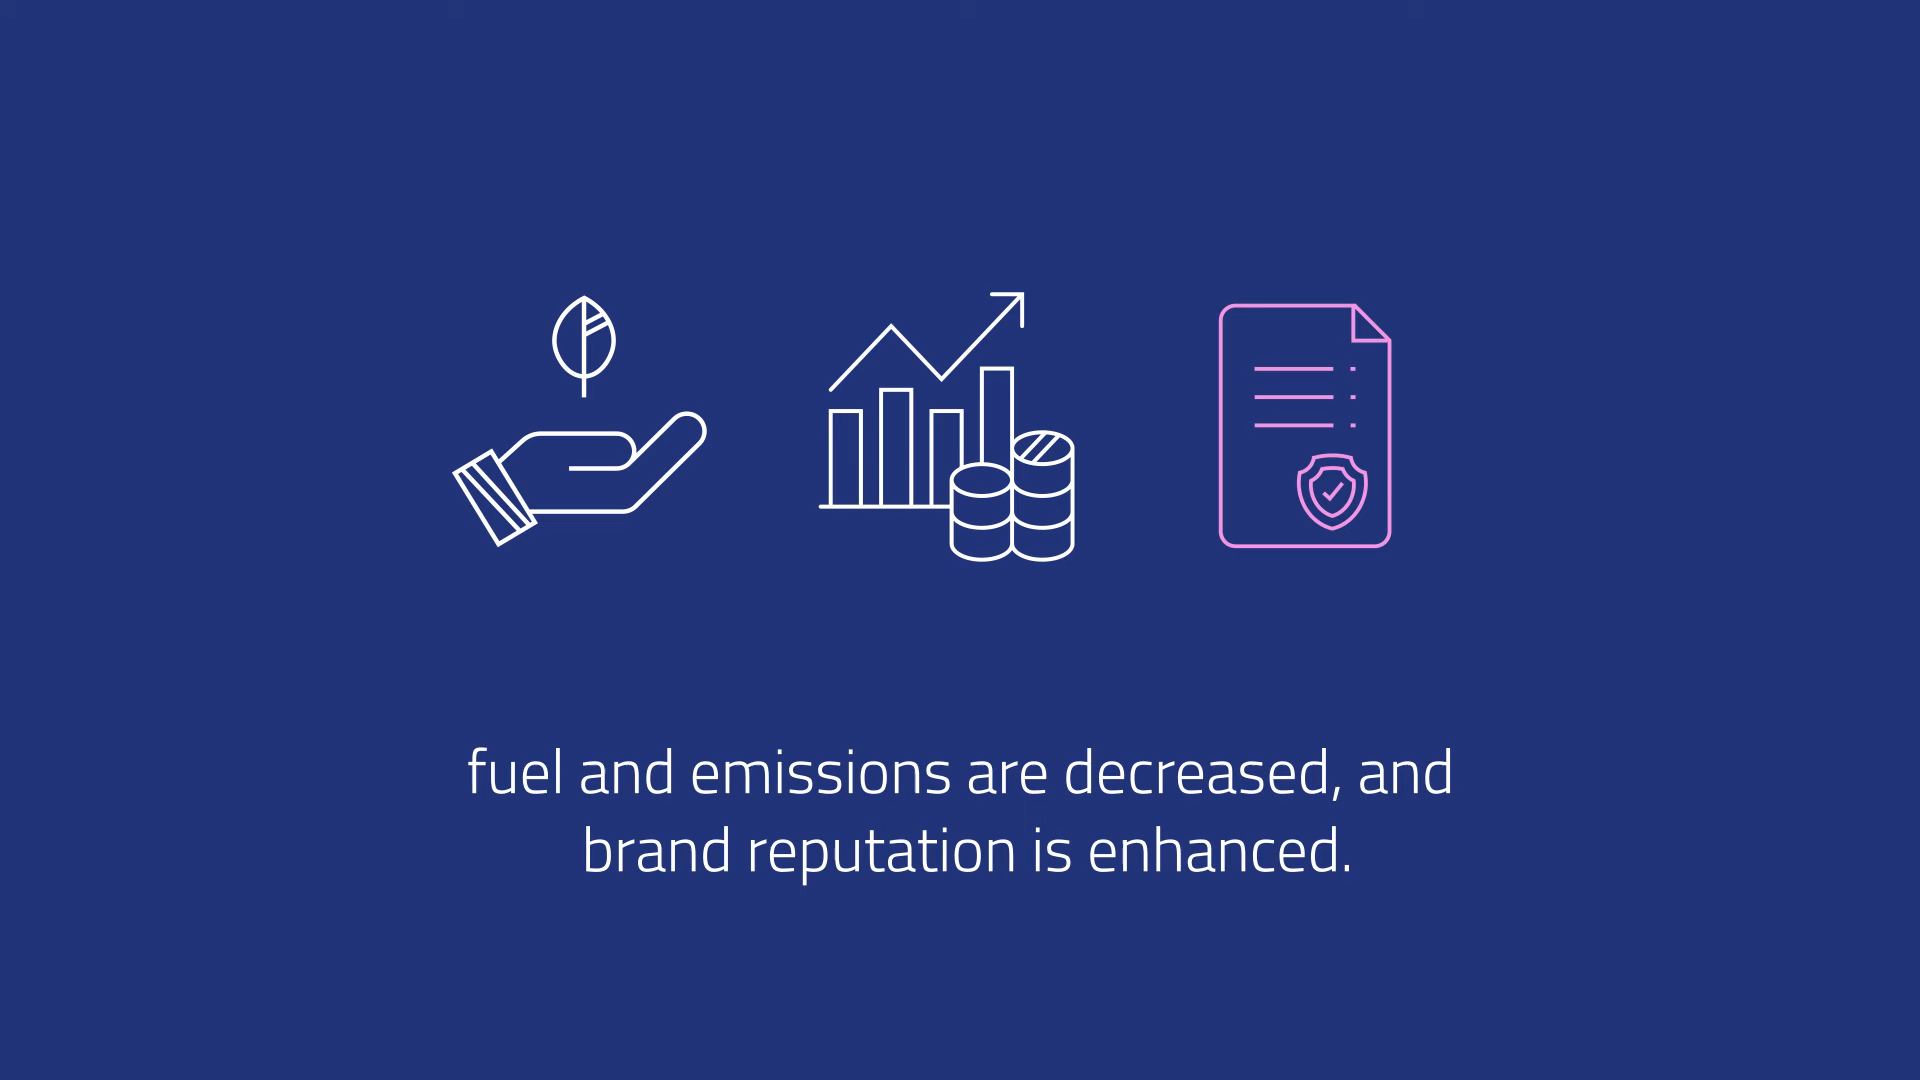 fuel and emissions are decreased, and
brand reputation is enhanced.